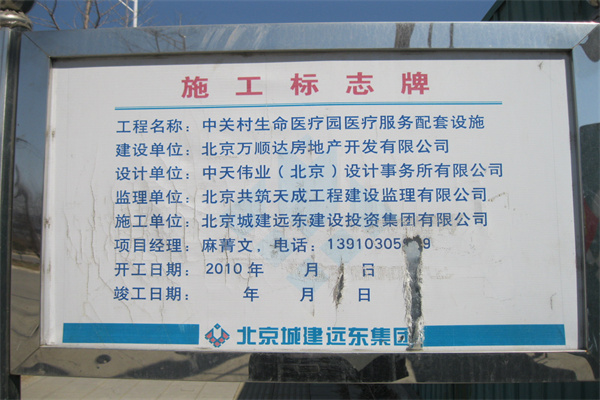 施工标志牌
工程名称：中关村生命医疗园医疗服务配套设施
建设单位：北京万顺达房地产开发有限公司
设计单位：中天伟业（北京）设计事务所有限公司
监理单位：北京共筑天成工程建设监理有限公司
施工单位：北京城建远东建设投资集团有限公司
项目经理：麻菁文，电话：
开工日期：2010年 月 日
竣工日期： 年 月 日
北京城建远东集团